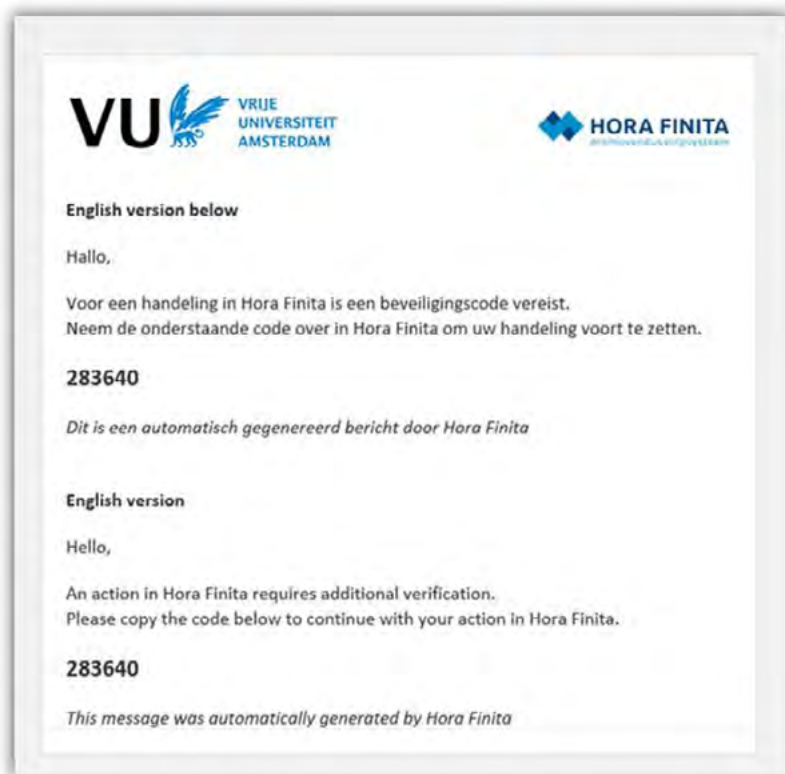 VU VRIJE
UNIVERSITEIT
AMSTERDAM
HORA FINITA
promovendusvolgsysteem
English version below
Hallo,
Voor een handeling in Hora Finita is een beveiligingscode vereist.
Neem de onderstaande code over in Hora Finita om uw handeling voort te zetten.
283640
Dit is een automatisch gegenereerd bericht door Hora Finita
English version
Hello,
An action in Hora Finita requires additional verification.
Please copy the code below to continue with your action in Hora Finita.
283640
This message was automatically generated by Hora Finita